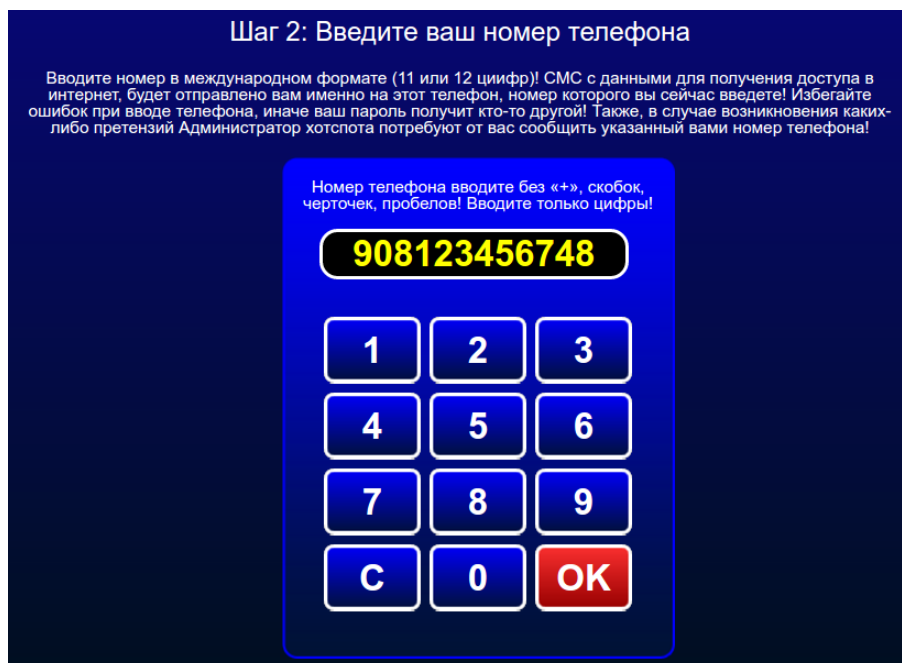 Шаг 2: Введите ваш номер телефона
Вводите номер в международном формате (11 или 12 циифр)! СМС с данными для получения доступа в
интернет, будет отправлено вам именно на этот телефон, номер которого вы сейчас введете! Избегайте
ошибок при вводе телефона, иначе ваш пароль получит кто-то другой! Также, в случае возникновения каких-
либо претензий Администратор хотспота потребуют от вас сообщить указанный вами номер телефона!
Номер телефона вводите без «+», скобок,
черточек, пробелов! Вводите только цифры!
908123456748
1 2 3
4 5 6
7 8 9
C 0 OK